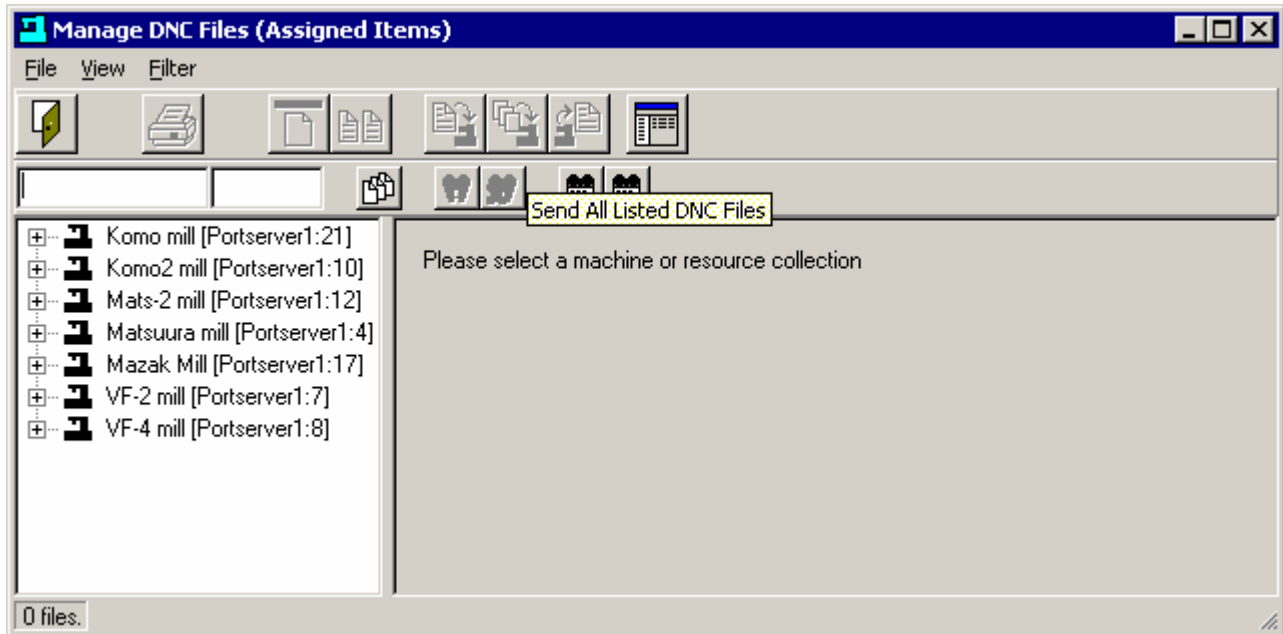 Manage DNC Files (Assigned Items)
File View Filter
Send All Listed DNC Files
Komo mill [Portserver1:21]
Komo2 mill [Portserver1:10]
Mats-2 mill [Portserver1:12]
Matsuura mill [Portserver1:4]
Mazak Mill [Portserver1:17]
VF-2 mill [Portserver1:7]
VF-4 mill [Portserver1:8]
Please select a machine or resource collection
0 files.